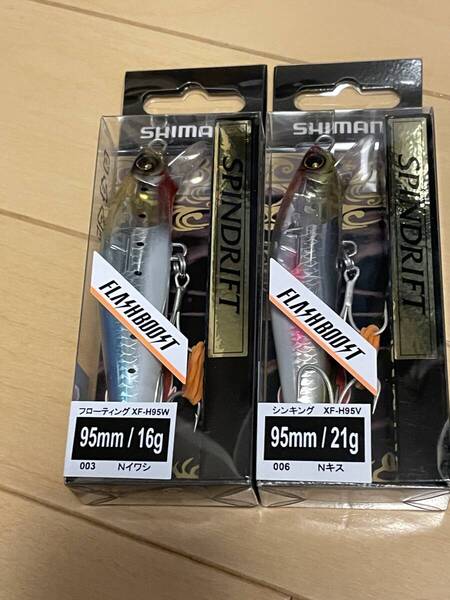 SHIMAN
SPINDRIFT
FLASHBOOST
フローティング XF-H95W
95mm / 16g
003 Nイワシ
SHIMAN
SPINDRIFT
FLASHBOOST
シンキング XF-H95V
95mm / 21g
006 Nキス